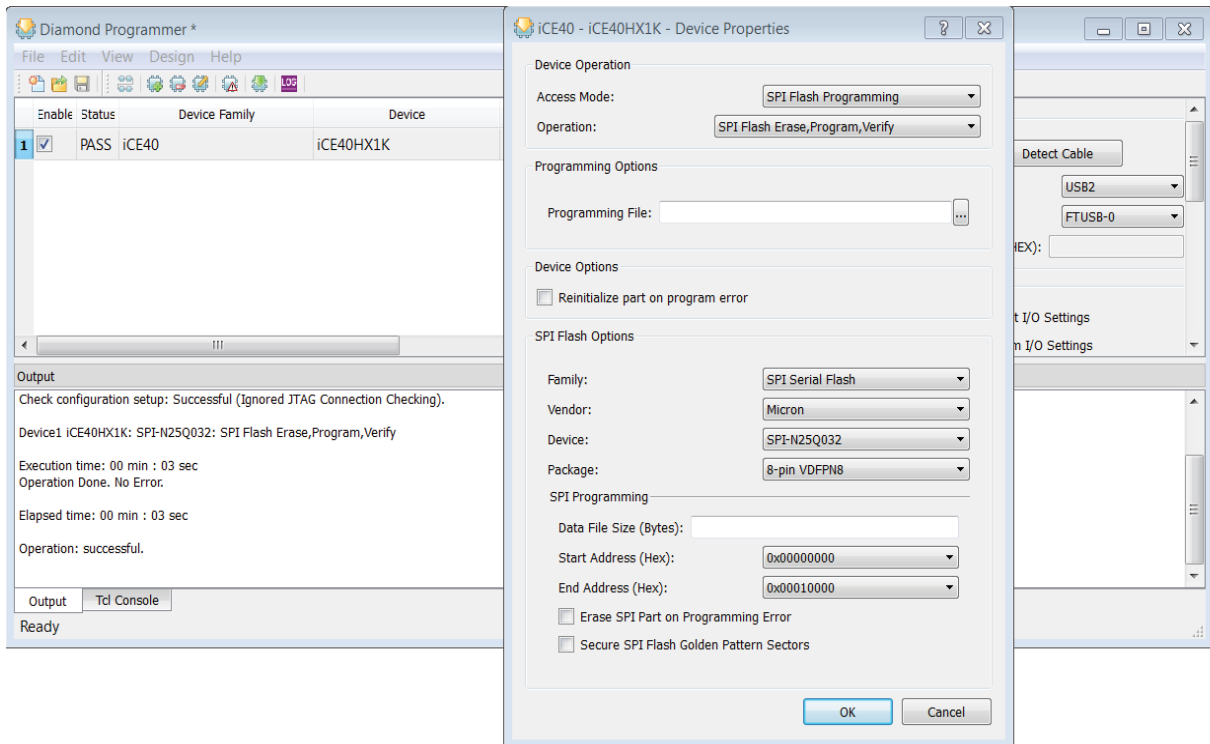 Diamond Programmer *
File Edit View Design Help
LOG
Enable Status Device Family Device
1 PASS iCE40 iCE40HX1K
Output
Check configuration setup: Successful (Ignored JTAG Connection Checking).
Device1 iCE40HX1K: SPI-N25Q032: SPI Flash Erase,Program,Verify
Execution time: 00 min : 03 sec
Operation Done. No Error.
Elapsed time: 00 min : 03 sec
Operation: successful.
Output Tcl Console
Ready
iCE40 - iCE40HX1K - Device Properties
Device Operation
Access Mode: SPI Flash Programming
Operation: SPI Flash Erase,Program,Verify
Programming Options
Programming File: ...
Device Options
Reinitialize part on program error
SPI Flash Options
Family: SPI Serial Flash
Vendor: Micron
Device: SPI-N25Q032
Package: 8-pin VDFPN8
SPI Programming
Data File Size (Bytes):
Start Address (Hex): 0x00000000
End Address (Hex): 0x00010000
Erase SPI Part on Programming Error
Secure SPI Flash Golden Pattern Sectors
OK Cancel
Detect Cable
USB2
FTUSB-0
HEX):
t I/O Settings
I/O Settings